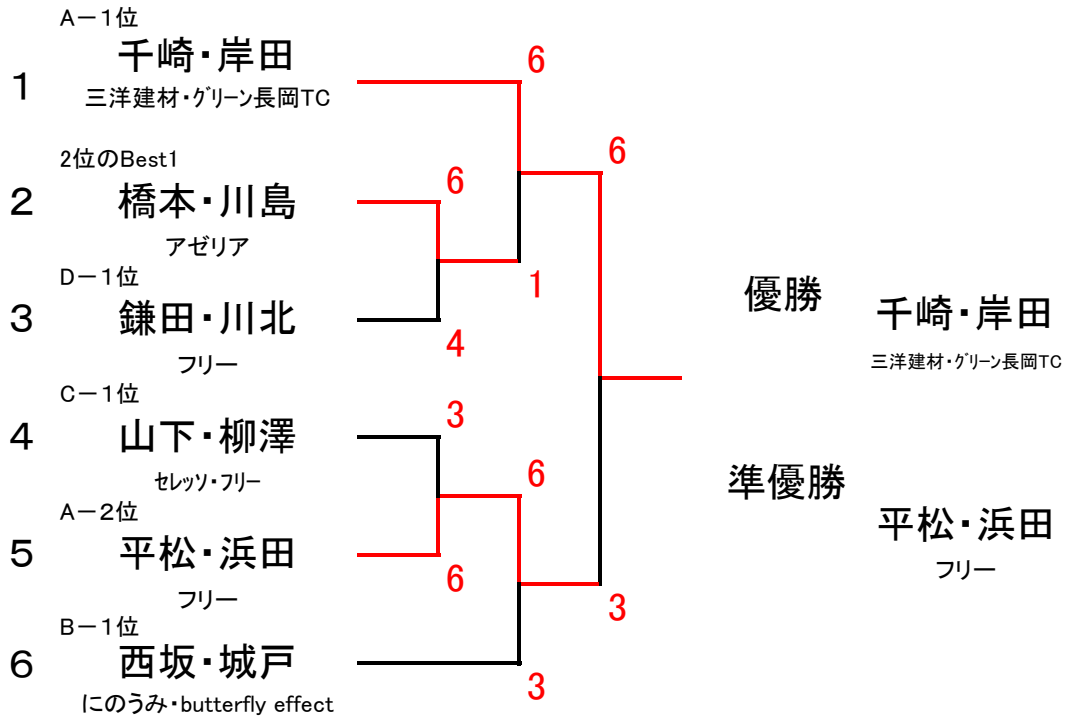 A－1位
1
千崎・岸田
三洋建材・ｸﾞﾘｰﾝ長岡TC
6
2位のBest1
2
橋本・川島
アゼリア
6
6
D－1位
3
鎌田・川北
フリー
4
1
C－1位
4
山下・柳澤
ｾﾚｯｿ・ﾌﾘｰ
3
6
A－2位
5
平松・浜田
フリー
6
3
B－1位
6
西坂・城戸
にのうみ・butterfly effect
3
優勝
千崎・岸田
三洋建材・ｸﾞﾘｰﾝ長岡TC
準優勝
平松・浜田
フリー